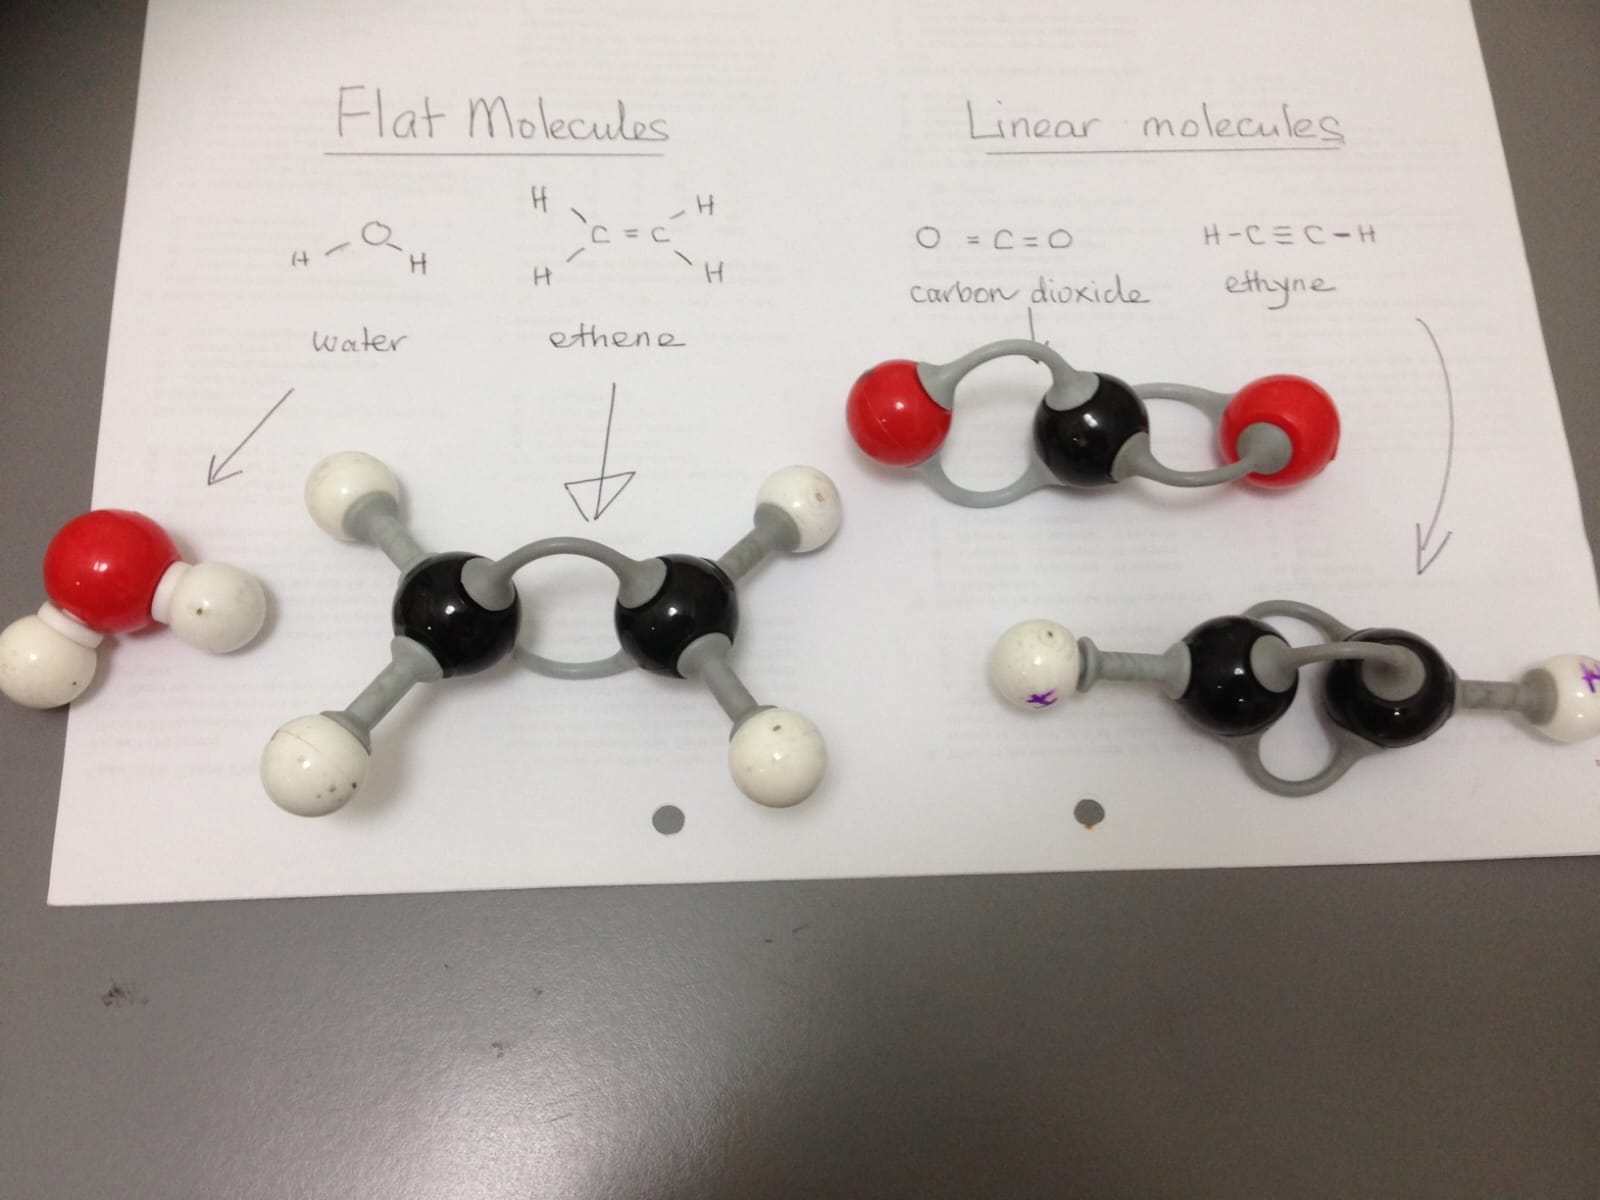 Flat Molecules
H O H
H H
C = C
H H
water
ethene
Linear molecules
O = C = O
carbon dioxide
H - C ≡ C - H
ethyne